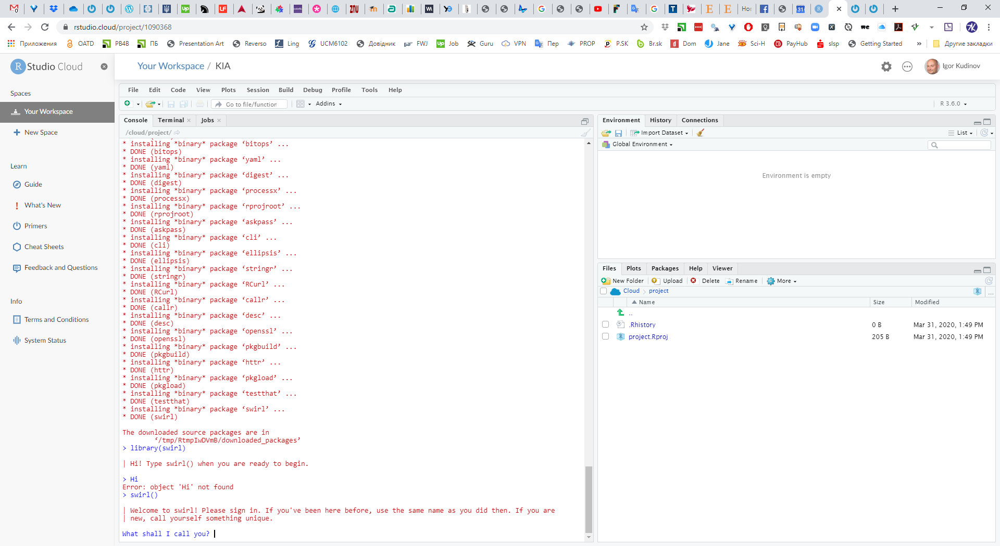 Ho
31
rstudio.cloud/project/1090368
Приложения OATD PB4B ПБ Presentation Art Reverso Ling UCM6102 Довідник FWJ Job Guru VPN Пер PROP P.SK Br.sk Dom Jane Sci-H PayHub slsp Getting Started » Другие закладки
R Studio Cloud
Your Workspace / KIA
Igor Kudinov
Spaces
Your Workspace
New Space
Learn
Guide
What's New
Primers
Cheat Sheets
Feedback and Questions
Info
Terms and Conditions
System Status
File Edit Code View Plots Session Build Debug Profile Tools Help
Go to file/function Addins R 3.6.0
Console Terminal Jobs
/cloud/project/
* installing *binary* package ‘bitops’ ...
* DONE (bitops)
* installing *binary* package ‘yaml’ ...
* DONE (yaml)
* installing *binary* package ‘digest’ ...
* DONE (digest)
* installing *binary* package ‘processx’ ...
* DONE (processx)
* installing *binary* package ‘rprojroot’ ...
* DONE (rprojroot)
* installing *binary* package ‘askpass’ ...
* DONE (askpass)
* installing *binary* package ‘cli’ ...
* DONE (cli)
* installing *binary* package ‘ellipsis’ ...
* DONE (ellipsis)
* installing *binary* package ‘stringr’ ...
* DONE (stringr)
* installing *binary* package ‘RCurl’ ...
* DONE (RCurl)
* installing *binary* package ‘callr’ ...
* DONE (callr)
* installing *binary* package ‘desc’ ...
* DONE (desc)
* installing *binary* package ‘openssl’ ...
* DONE (openssl)
* installing *binary* package ‘pkgbuild’ ...
* DONE (pkgbuild)
* installing *binary* package ‘httr’ ...
* DONE (httr)
* installing *binary* package ‘pkgload’ ...
* DONE (pkgload)
* installing *binary* package ‘testthat’ ...
* DONE (testthat)
* installing *binary* package ‘swirl’ ...
* DONE (swirl)
The downloaded source packages are in
‘/tmp/RtmpIwDVmB/downloaded_packages’
> library(swirl)
| Hi! Type swirl() when you are ready to begin.
> Hi
Error: object 'Hi' not found
> swirl()
| Welcome to swirl! Please sign in. If you've been here before, use the same name as you did then. If you are
| new, call yourself something unique.
What shall I call you?
Environment History Connections
Import Dataset List
Global Environment
Environment is empty
Files Plots Packages Help Viewer
New Folder Upload Delete Rename More
Cloud project ...
Name Size Modified
..
.Rhistory 0 B Mar 31, 2020, 1:49 PM
project.Rproj 205 B Mar 31, 2020, 1:49 PM